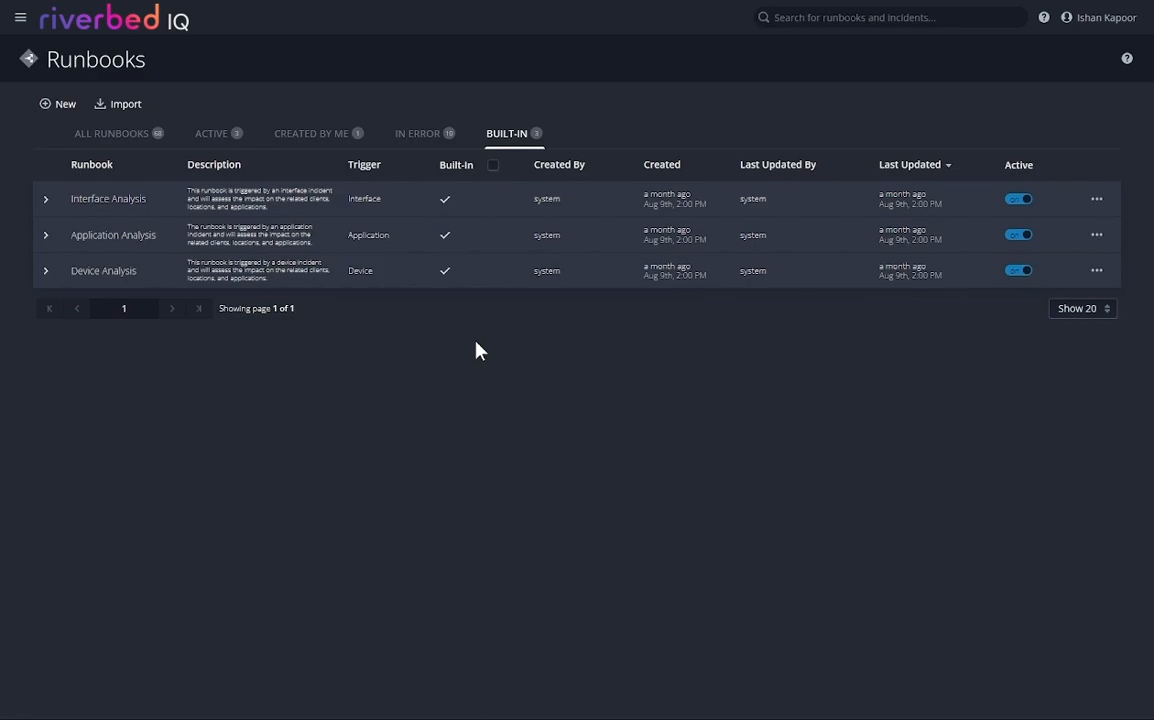 riverbed IQ
Search for runbooks and incidents...
Ishan Kapoor
Runbooks
New Import
ALL RUNBOOKS 68 ACTIVE 3 CREATED BY ME 1 IN ERROR 10 BUILT-IN 3
Runbook Description Trigger Built-In Created By Created Last Updated By Last Updated Active
This runbook is triggered by an interface incident
and will assess the impact on the related clients,
locations, and applications.
Interface Analysis Interface system a month ago system a month ago on
Aug 9th, 2:00 PM Aug 9th, 2:00 PM
The runbook is triggered by an application
incident and will assess the impact on the
related clients, locations, and applications.
Application Analysis Application system a month ago system a month ago on
Aug 9th, 2:00 PM Aug 9th, 2:00 PM
This runbook is triggered by a device incident
and will assess the impact on the related clients,
locations, and applications.
Device Analysis Device system a month ago system a month ago on
Aug 9th, 2:00 PM Aug 9th, 2:00 PM
1 Showing page 1 of 1 Show 20